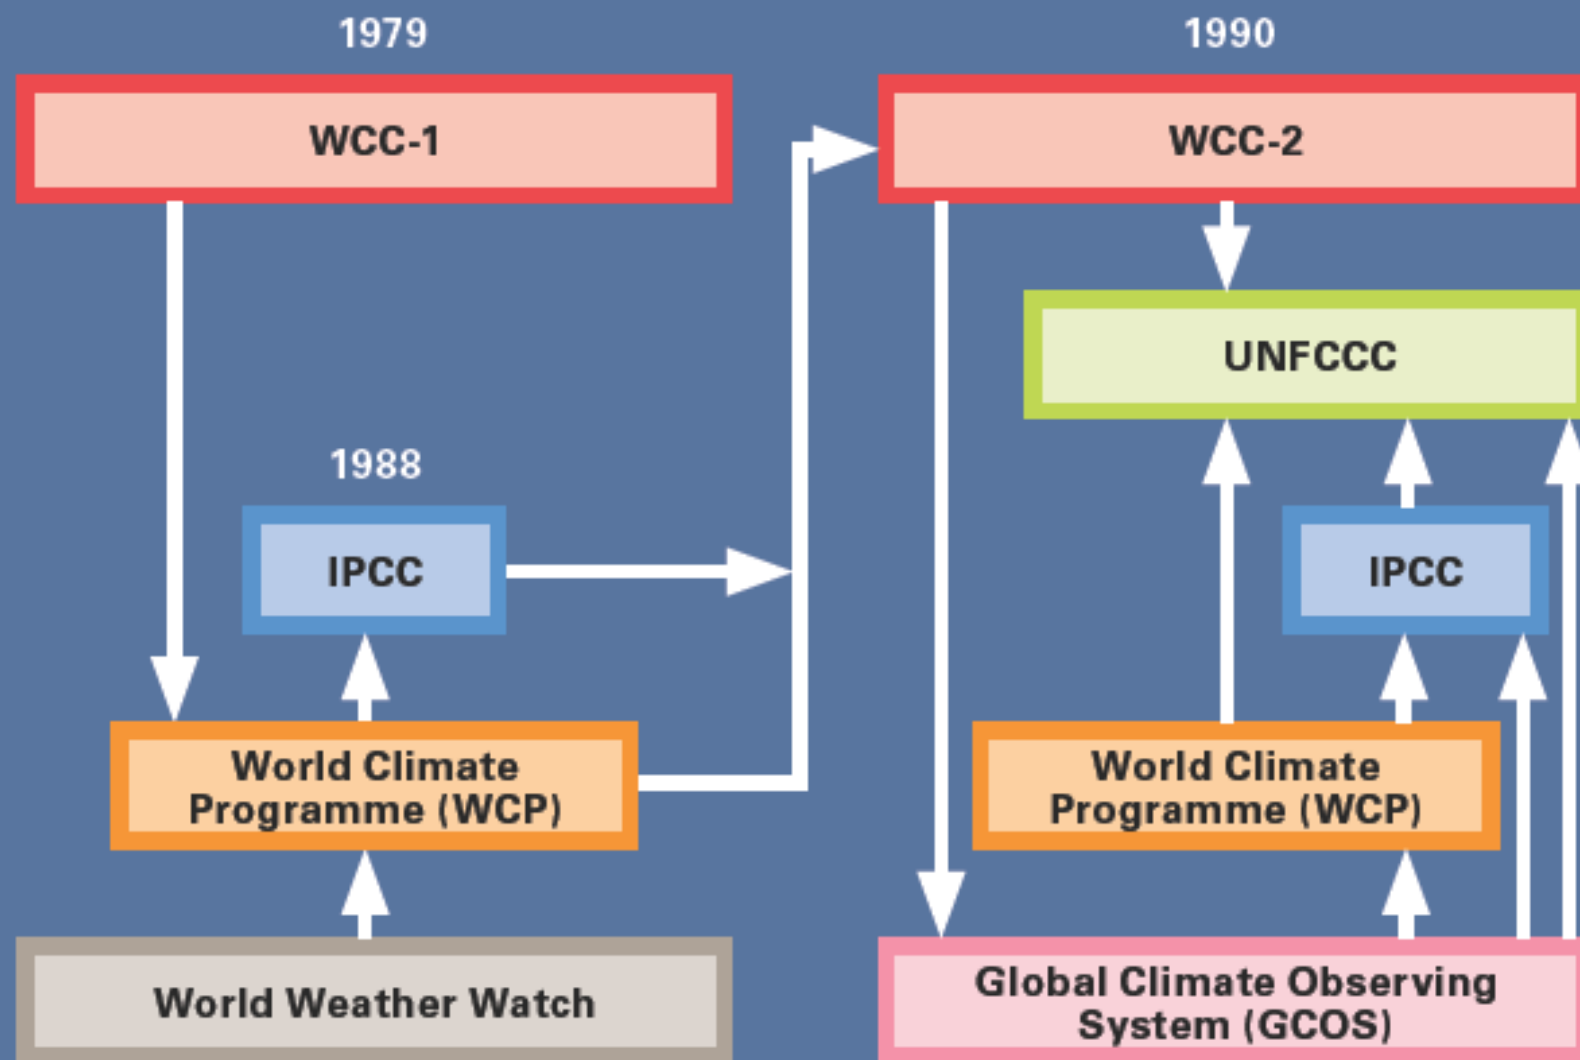 1979
WCC-1
1988
IPCC
World Climate
Programme (WCP)
World Weather Watch
1990
WCC-2
UNFCCC
IPCC
World Climate
Programme (WCP)
Global Climate Observing
System (GCOS)